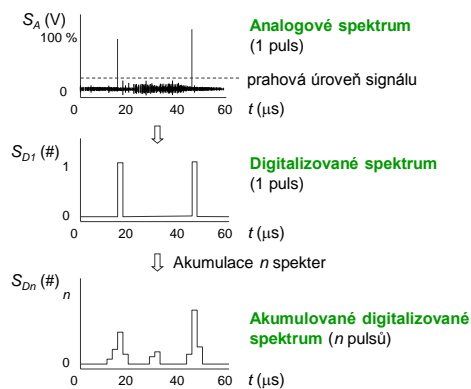 S_A (V)
100 %
0
0 20 40 60
t (μs)
Analogové spektrum
(1 puls)
prahová úroveň signálu
S_D1 (#)
1
0
0 20 40 60
t (μs)
Digitalizované spektrum
(1 puls)
Akumulace n spekter
S_Dn (#)
n
0
0 20 40 60
t (μs)
Akumulované digitalizované
spektrum (n pulsů)